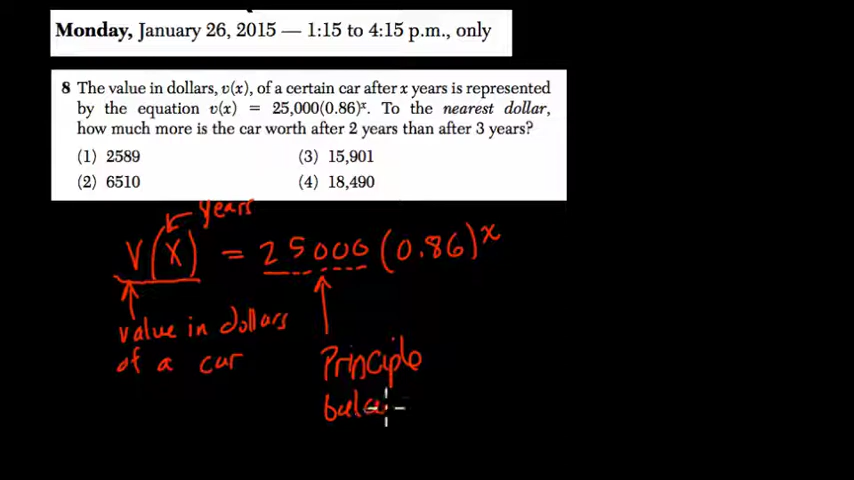 Monday, January 26, 2015 — 1:15 to 4:15 p.m., only
8 The value in dollars, v(x), of a certain car after x years is represented
by the equation v(x) = 25,000(0.86)ˣ. To the nearest dollar,
how much more is the car worth after 2 years than after 3 years?
(1) 2589 (3) 15,901
(2) 6510 (4) 18,490
years
V(X) = 25000(0.86)ˣ
value in dollars
of a car
Principle
bala